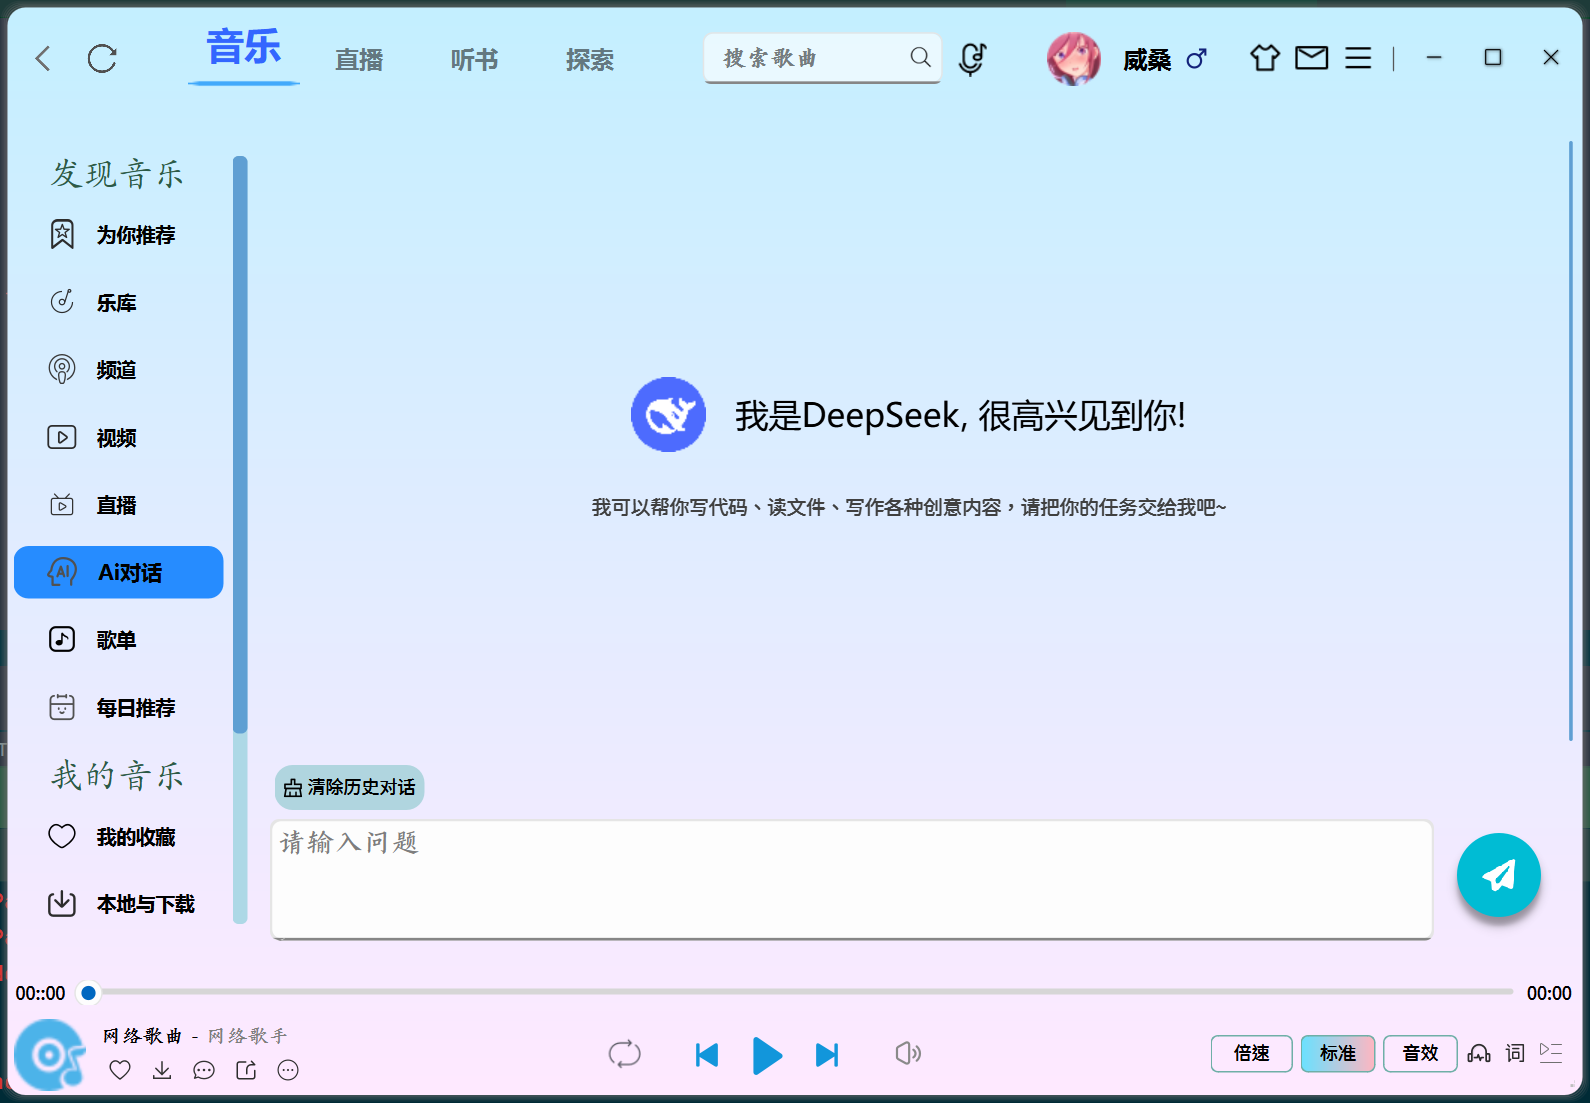 音乐 直播 听书 探索 搜索歌曲 威桑
发现音乐
为你推荐
乐库
频道
视频
直播
AI Ai对话
歌单
每日推荐
我的音乐
我的收藏
本地与下载
我是DeepSeek, 很高兴见到你!
我可以帮你写代码、读文件、写作各种创意内容，请把你的任务交给我吧~
清除历史对话
请输入问题
00::00 00:00
网络歌曲 - 网络歌手
倍速 标准 音效 词